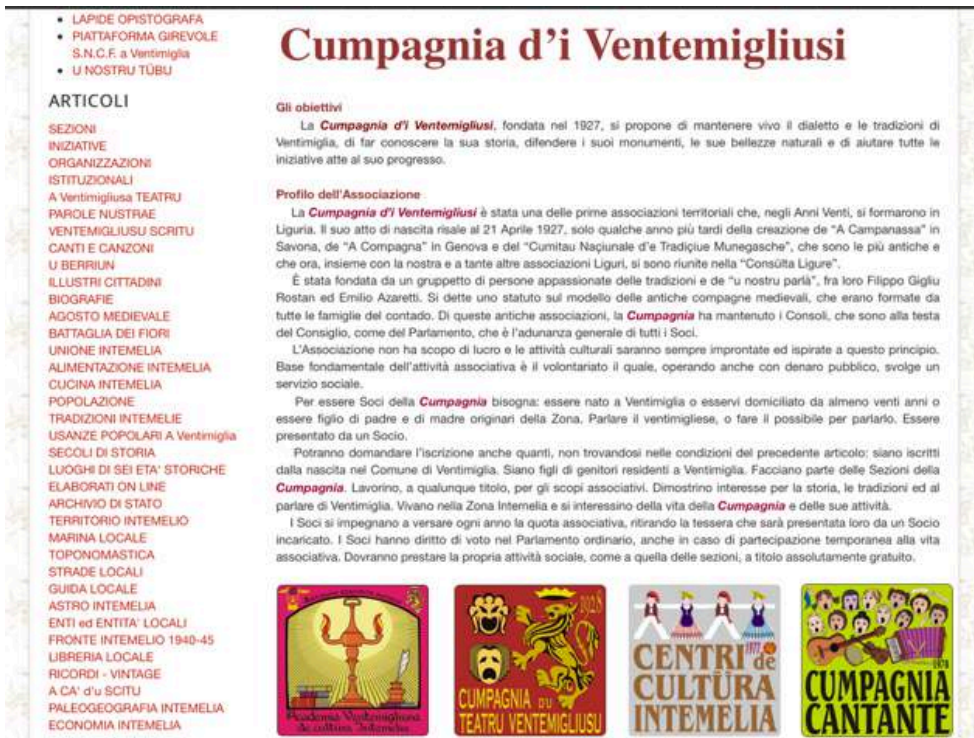 LAPIDE OPISTOGRAFA
PIATTAFORMA GIREVOLE
S.N.C.F. a Ventimiglia
U NOSTRU TÜBU
ARTICOLI
SEZIONI
INIZIATIVE
ORGANIZZAZIONI
ISTITUZIONALI
A Ventimigliusa TEATRU
PAROLE NUSTRAE
VENTEMIGLIUSU SCRITU
CANTI E CANZONI
U BERRIUN
ILLUSTRI CITTADINI
BIOGRAFIE
AGOSTO MEDIEVALE
BATTAGLIA DEI FIORI
UNIONE INTEMELIA
ALIMENTAZIONE INTEMELIA
CUCINA INTEMELIA
POPOLAZIONE
TRADIZIONI INTEMELIE
USANZE POPOLARI A Ventimiglia
SECOLI DI STORIA
LUOGHI DI SEI ETA' STORICHE
ELABORATI ON LINE
ARCHIVIO DI STATO
TERRITORIO INTEMELIO
MARINA LOCALE
TOPONOMASTICA
STRADE LOCALI
GUIDA LOCALE
ASTRO INTEMELIA
ENTI ed ENTITA' LOCALI
FRONTE INTEMELIO 1940-45
LIBRERIA LOCALE
RICORDI - VINTAGE
A CA' d'u SCITU
PALEOGEOGRAFIA INTEMELIA
ECONOMIA INTEMELIA
Cumpagnia d'i Ventemigliusi
Gli obiettivi
La Cumpagnia d'i Ventemigliusi, fondata nel 1927, si propone di mantenere vivo il dialetto e le tradizioni di
Ventimiglia, di far conoscere la sua storia, difendere i suoi monumenti, le sue bellezze naturali e di aiutare tutte le
iniziative atte al suo progresso.
Profilo dell'Associazione
La Cumpagnia d'i Ventemigliusi è stata una delle prime associazioni territoriali che, negli Anni Venti, si formarono in
Liguria. Il suo atto di nascita risale al 21 Aprile 1927, solo qualche anno più tardi della creazione de "A Campanassa" in
Savona, de "A Compagna" in Genova e del "Cumitau Naçiunale d'e Tradiçiue Munegasche", che sono le più antiche e
che ora, insieme con la nostra e a tante altre associazioni Liguri, si sono riunite nella "Consülta Ligure".
È stata fondata da un gruppetto di persone appassionate delle tradizioni e de "u nostru parlà", fra loro Filippo Gigliu
Rostan ed Emilio Azaretti. Si dette uno statuto sul modello delle antiche compagne medievali, che erano formate da
tutte le famiglie del contado. Di queste antiche associazioni, la Cumpagnia ha mantenuto i Consoli, che sono alla testa
del Consiglio, come del Parlamento, che è l'adunanza generale di tutti i Soci.
L'Associazione non ha scopo di lucro e le attività culturali saranno sempre improntate ed ispirate a questo principio.
Base fondamentale dell'attività associativa è il volontariato il quale, operando anche con denaro pubblico, svolge un
servizio sociale.
Per essere Soci della Cumpagnia bisogna: essere nato a Ventimiglia o esservi domiciliato da almeno venti anni o
essere figlio di padre e di madre originari della Zona. Parlare il ventimigliese, o fare il possibile per parlarlo. Essere
presentato da un Socio.
Potranno domandare l'iscrizione anche quanti, non trovandosi nelle condizioni del precedente articolo: siano iscritti
dalla nascita nel Comune di Ventimiglia. Siano figli di genitori residenti a Ventimiglia. Facciano parte delle Sezioni della
Cumpagnia. Lavorino, a qualunque titolo, per gli scopi associativi. Dimostrino interesse per la storia, le tradizioni ed al
parlare di Ventimiglia. Vivano nella Zona Intemelia e si interessino della vita della Cumpagnia e delle sue attività.
I Soci si impegnano a versare ogni anno la quota associativa, ritirando la tessera che sarà presentata loro da un Socio
incaricato. I Soci hanno diritto di voto nel Parlamento ordinario, anche in caso di partecipazione temporanea alla vita
associativa. Dovranno prestare la propria attività sociale, come a quella delle sezioni, a titolo assolutamente gratuito.
Academia Ventemigliusa
de cultüra Intemelia
1928
CUMPAGNIA DU
TEATRU VENTEMIGLIUSU
1977
CENTRI de
CULTÜRA
INTEMELIA
1978
CUMPAGNIA
CANTANTE